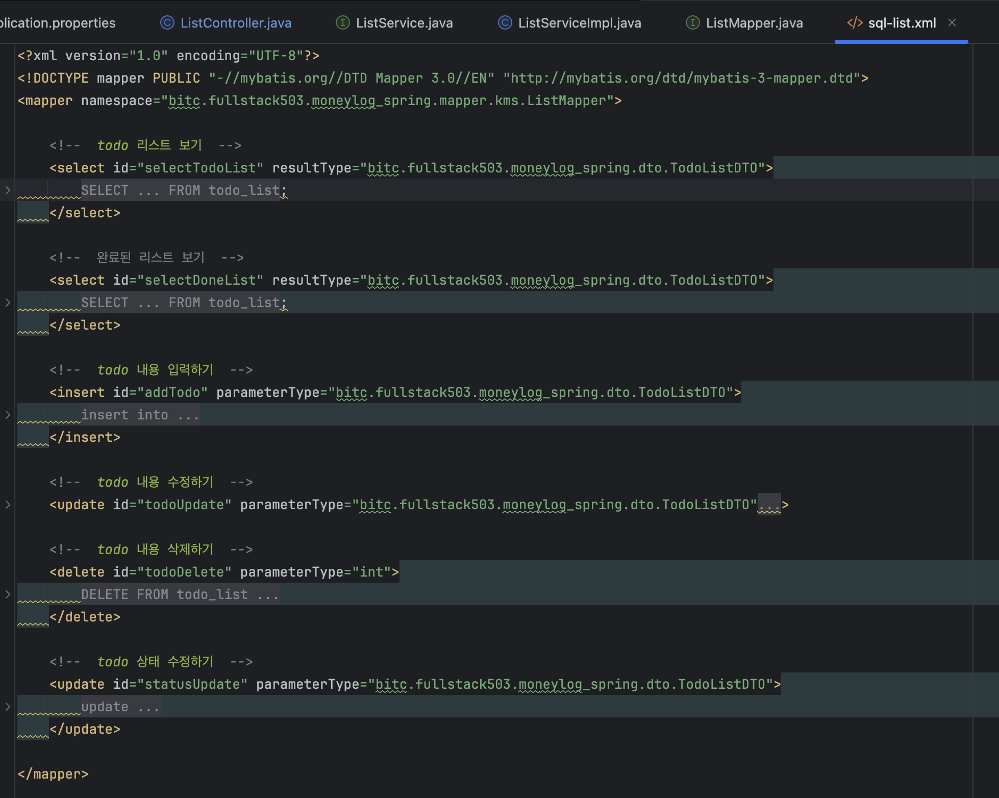 plication.properties ListController.java ListService.java ListServiceImpl.java ListMapper.java sql-list.xml
<?xml version="1.0" encoding="UTF-8"?>
<!DOCTYPE mapper PUBLIC "-//mybatis.org//DTD Mapper 3.0//EN" "http://mybatis.org/dtd/mybatis-3-mapper.dtd">
<mapper namespace="bitc.fullstack503.moneylog_spring.mapper.kms.ListMapper">
<!-- todo 리스트 보기 -->
<select id="selectTodoList" resultType="bitc.fullstack503.moneylog_spring.dto.TodoListDTO">
SELECT ... FROM todo_list;
</select>
<!-- 완료된 리스트 보기 -->
<select id="selectDoneList" resultType="bitc.fullstack503.moneylog_spring.dto.TodoListDTO">
SELECT ... FROM todo_list;
</select>
<!-- todo 내용 입력하기 -->
<insert id="addTodo" parameterType="bitc.fullstack503.moneylog_spring.dto.TodoListDTO">
insert into ...
</insert>
<!-- todo 내용 수정하기 -->
<update id="todoUpdate" parameterType="bitc.fullstack503.moneylog_spring.dto.TodoListDTO"...>
<!-- todo 내용 삭제하기 -->
<delete id="todoDelete" parameterType="int">
DELETE FROM todo_list ...
</delete>
<!-- todo 상태 수정하기 -->
<update id="statusUpdate" parameterType="bitc.fullstack503.moneylog_spring.dto.TodoListDTO">
update ...
</update>
</mapper>